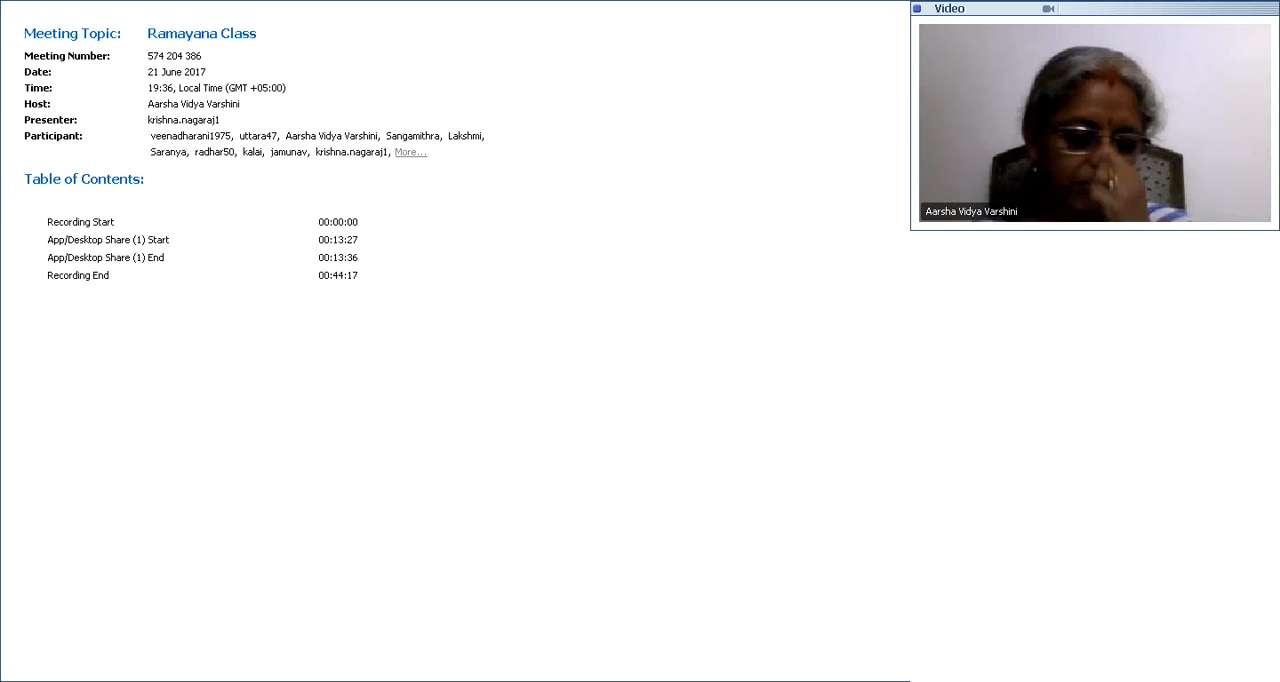 Meeting Topic: Ramayana Class
Meeting Number: 574 204 386
Date: 21 June 2017
Time: 19:36, Local Time (GMT +05:00)
Host: Aarsha Vidya Varshini
Presenter: krishna.nagaraj1
Participant: veenadharani1975, uttara47, Aarsha Vidya Varshini, Sangamithra, Lakshmi,
Saranya, radhar50, kalai, jamunav, krishna.nagaraj1, More...
Table of Contents:
Recording Start 00:00:00
App/Desktop Share (1) Start 00:13:27
App/Desktop Share (1) End 00:13:36
Recording End 00:44:17
Video
Aarsha Vidya Varshini